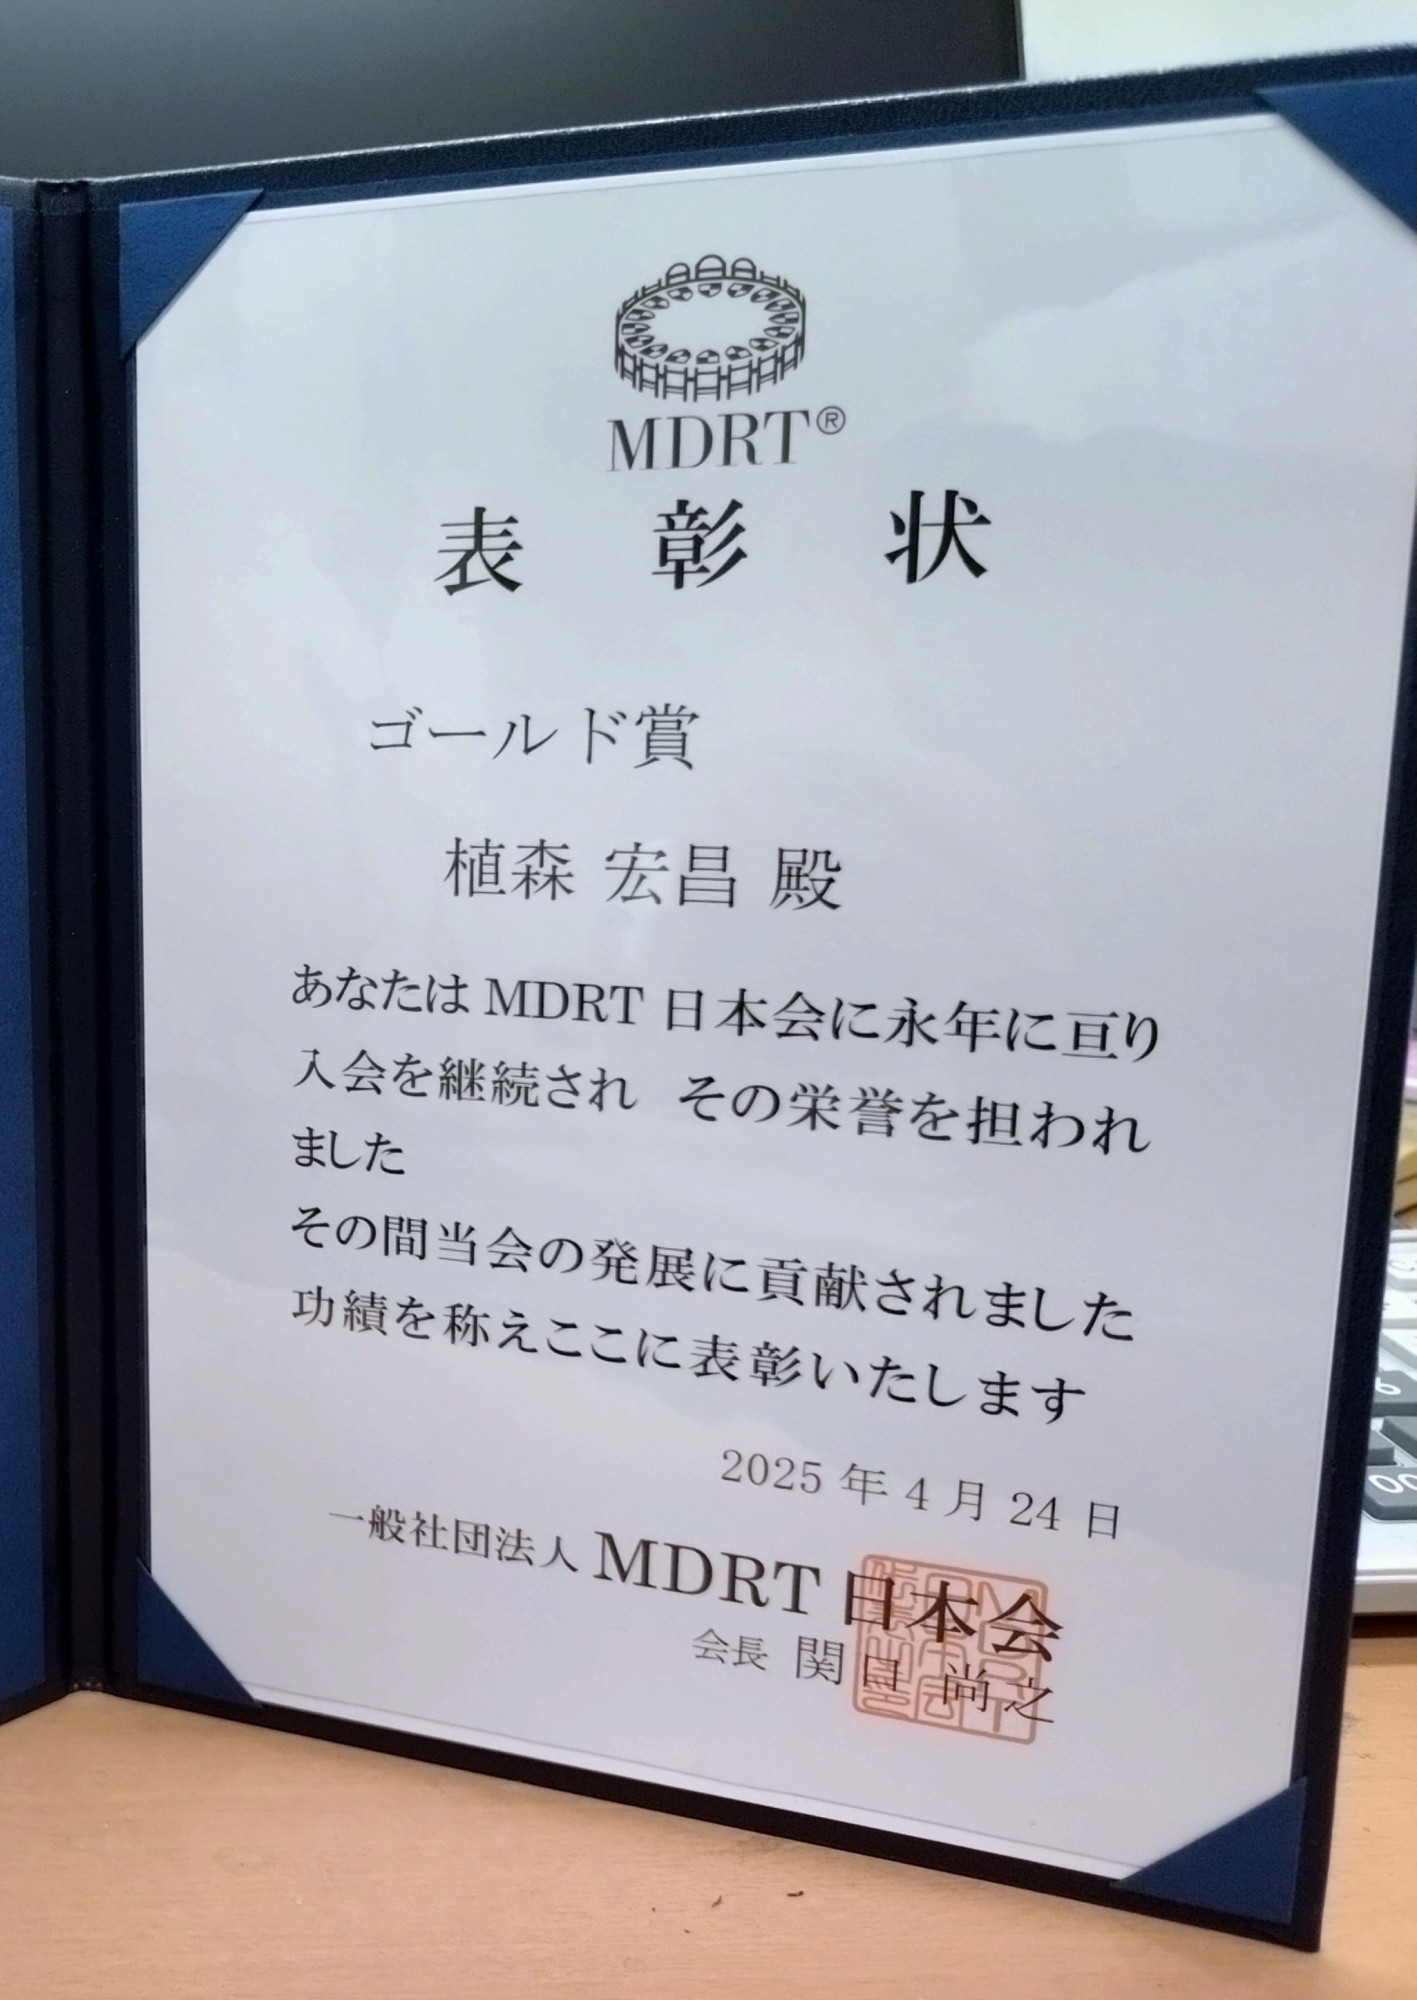 MDRT®
表 彰 状
ゴールド賞
植森 宏昌 殿
あなたは MDRT 日本会に永年に亘り
入会を継続され その栄誉を担われ
ました
その間当会の発展に貢献されました
功績を称えここに表彰いたします
2025 年 4 月 24 日
一般社団法人 MDRT 日本会
会長 関口 尚之
6
00